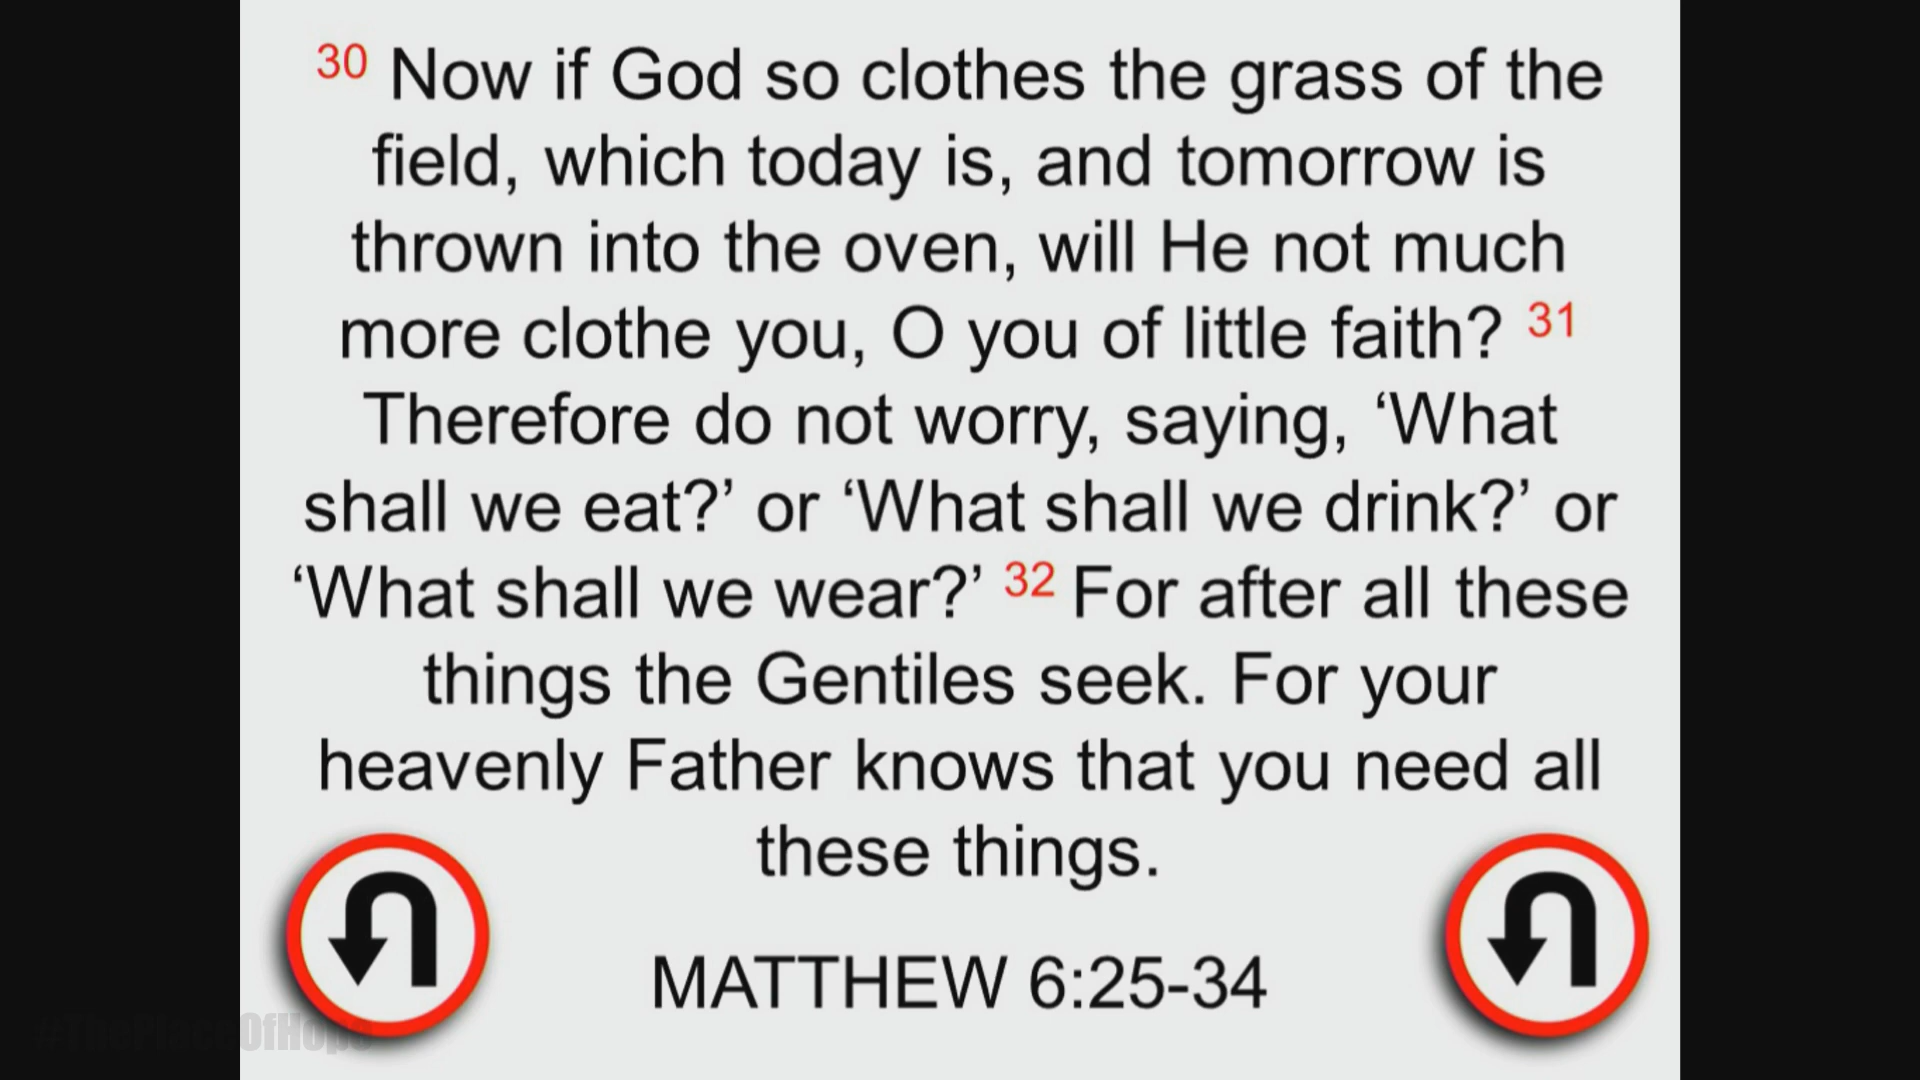 30 Now if God so clothes the grass of the
field, which today is, and tomorrow is
thrown into the oven, will He not much
more clothe you, O you of little faith? 31
Therefore do not worry, saying, ‘What
shall we eat?’ or ‘What shall we drink?’ or
‘What shall we wear?’ 32 For after all these
things the Gentiles seek. For your
heavenly Father knows that you need all
these things.
MATTHEW 6:25-34
#ThePlaceOfHope